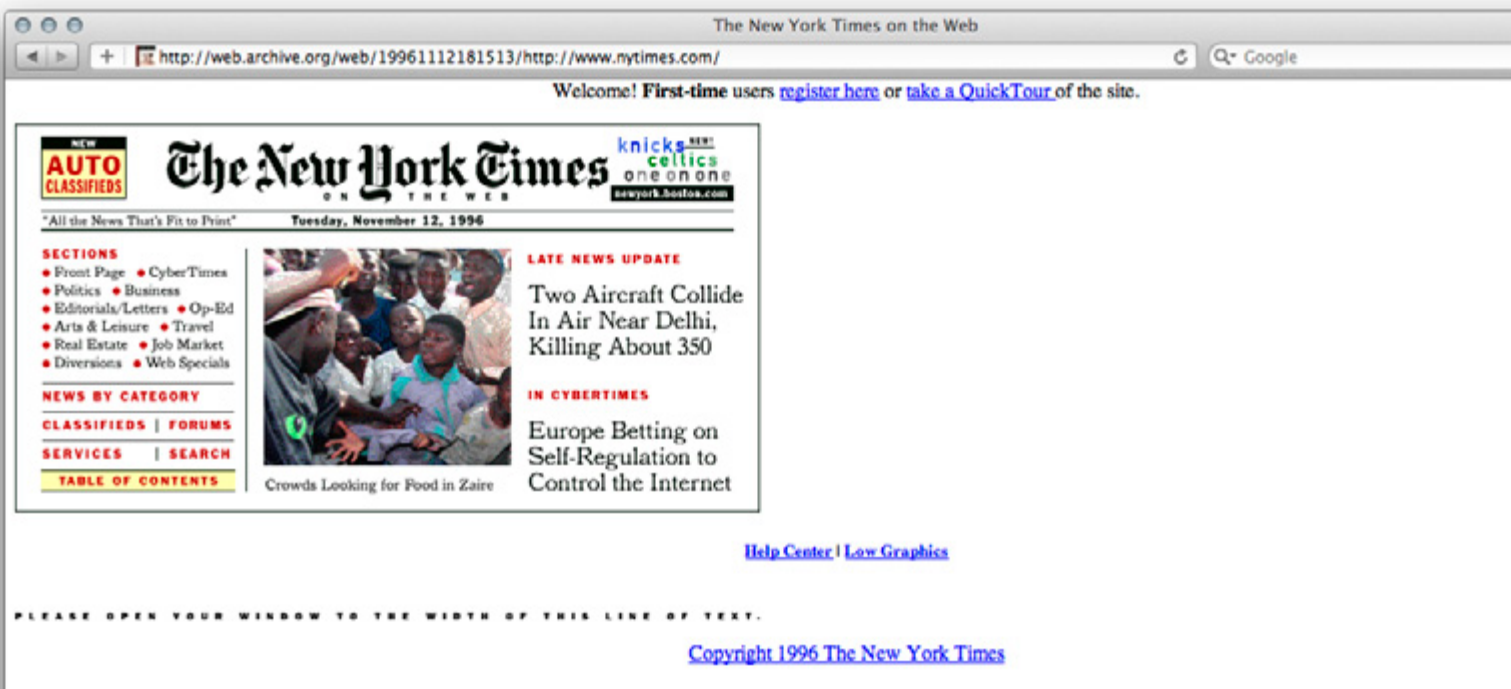 The New York Times on the Web
http://web.archive.org/web/19961112181513/http://www.nytimes.com/
Google
Welcome! First-time users register here or take a QuickTour of the site.
NEW
AUTO
CLASSIFIEDS
The New York Times
ON THE WEB
knicks NEW!
celtics
one on one
newyork.boston.com
"All the News That's Fit to Print"
Tuesday, November 12, 1996
SECTIONS
Front Page CyberTimes
Politics Business
Editorials/Letters Op-Ed
Arts & Leisure Travel
Real Estate Job Market
Diversions Web Specials
NEWS BY CATEGORY
CLASSIFIEDS | FORUMS
SERVICES | SEARCH
TABLE OF CONTENTS
Crowds Looking for Food in Zaire
LATE NEWS UPDATE
Two Aircraft Collide
In Air Near Delhi,
Killing About 350
IN CYBERTIMES
Europe Betting on
Self-Regulation to
Control the Internet
Help Center | Low Graphics
PLEASE OPEN YOUR WINDOW TO THE WIDTH OF THIS LINE OF TEXT.
Copyright 1996 The New York Times